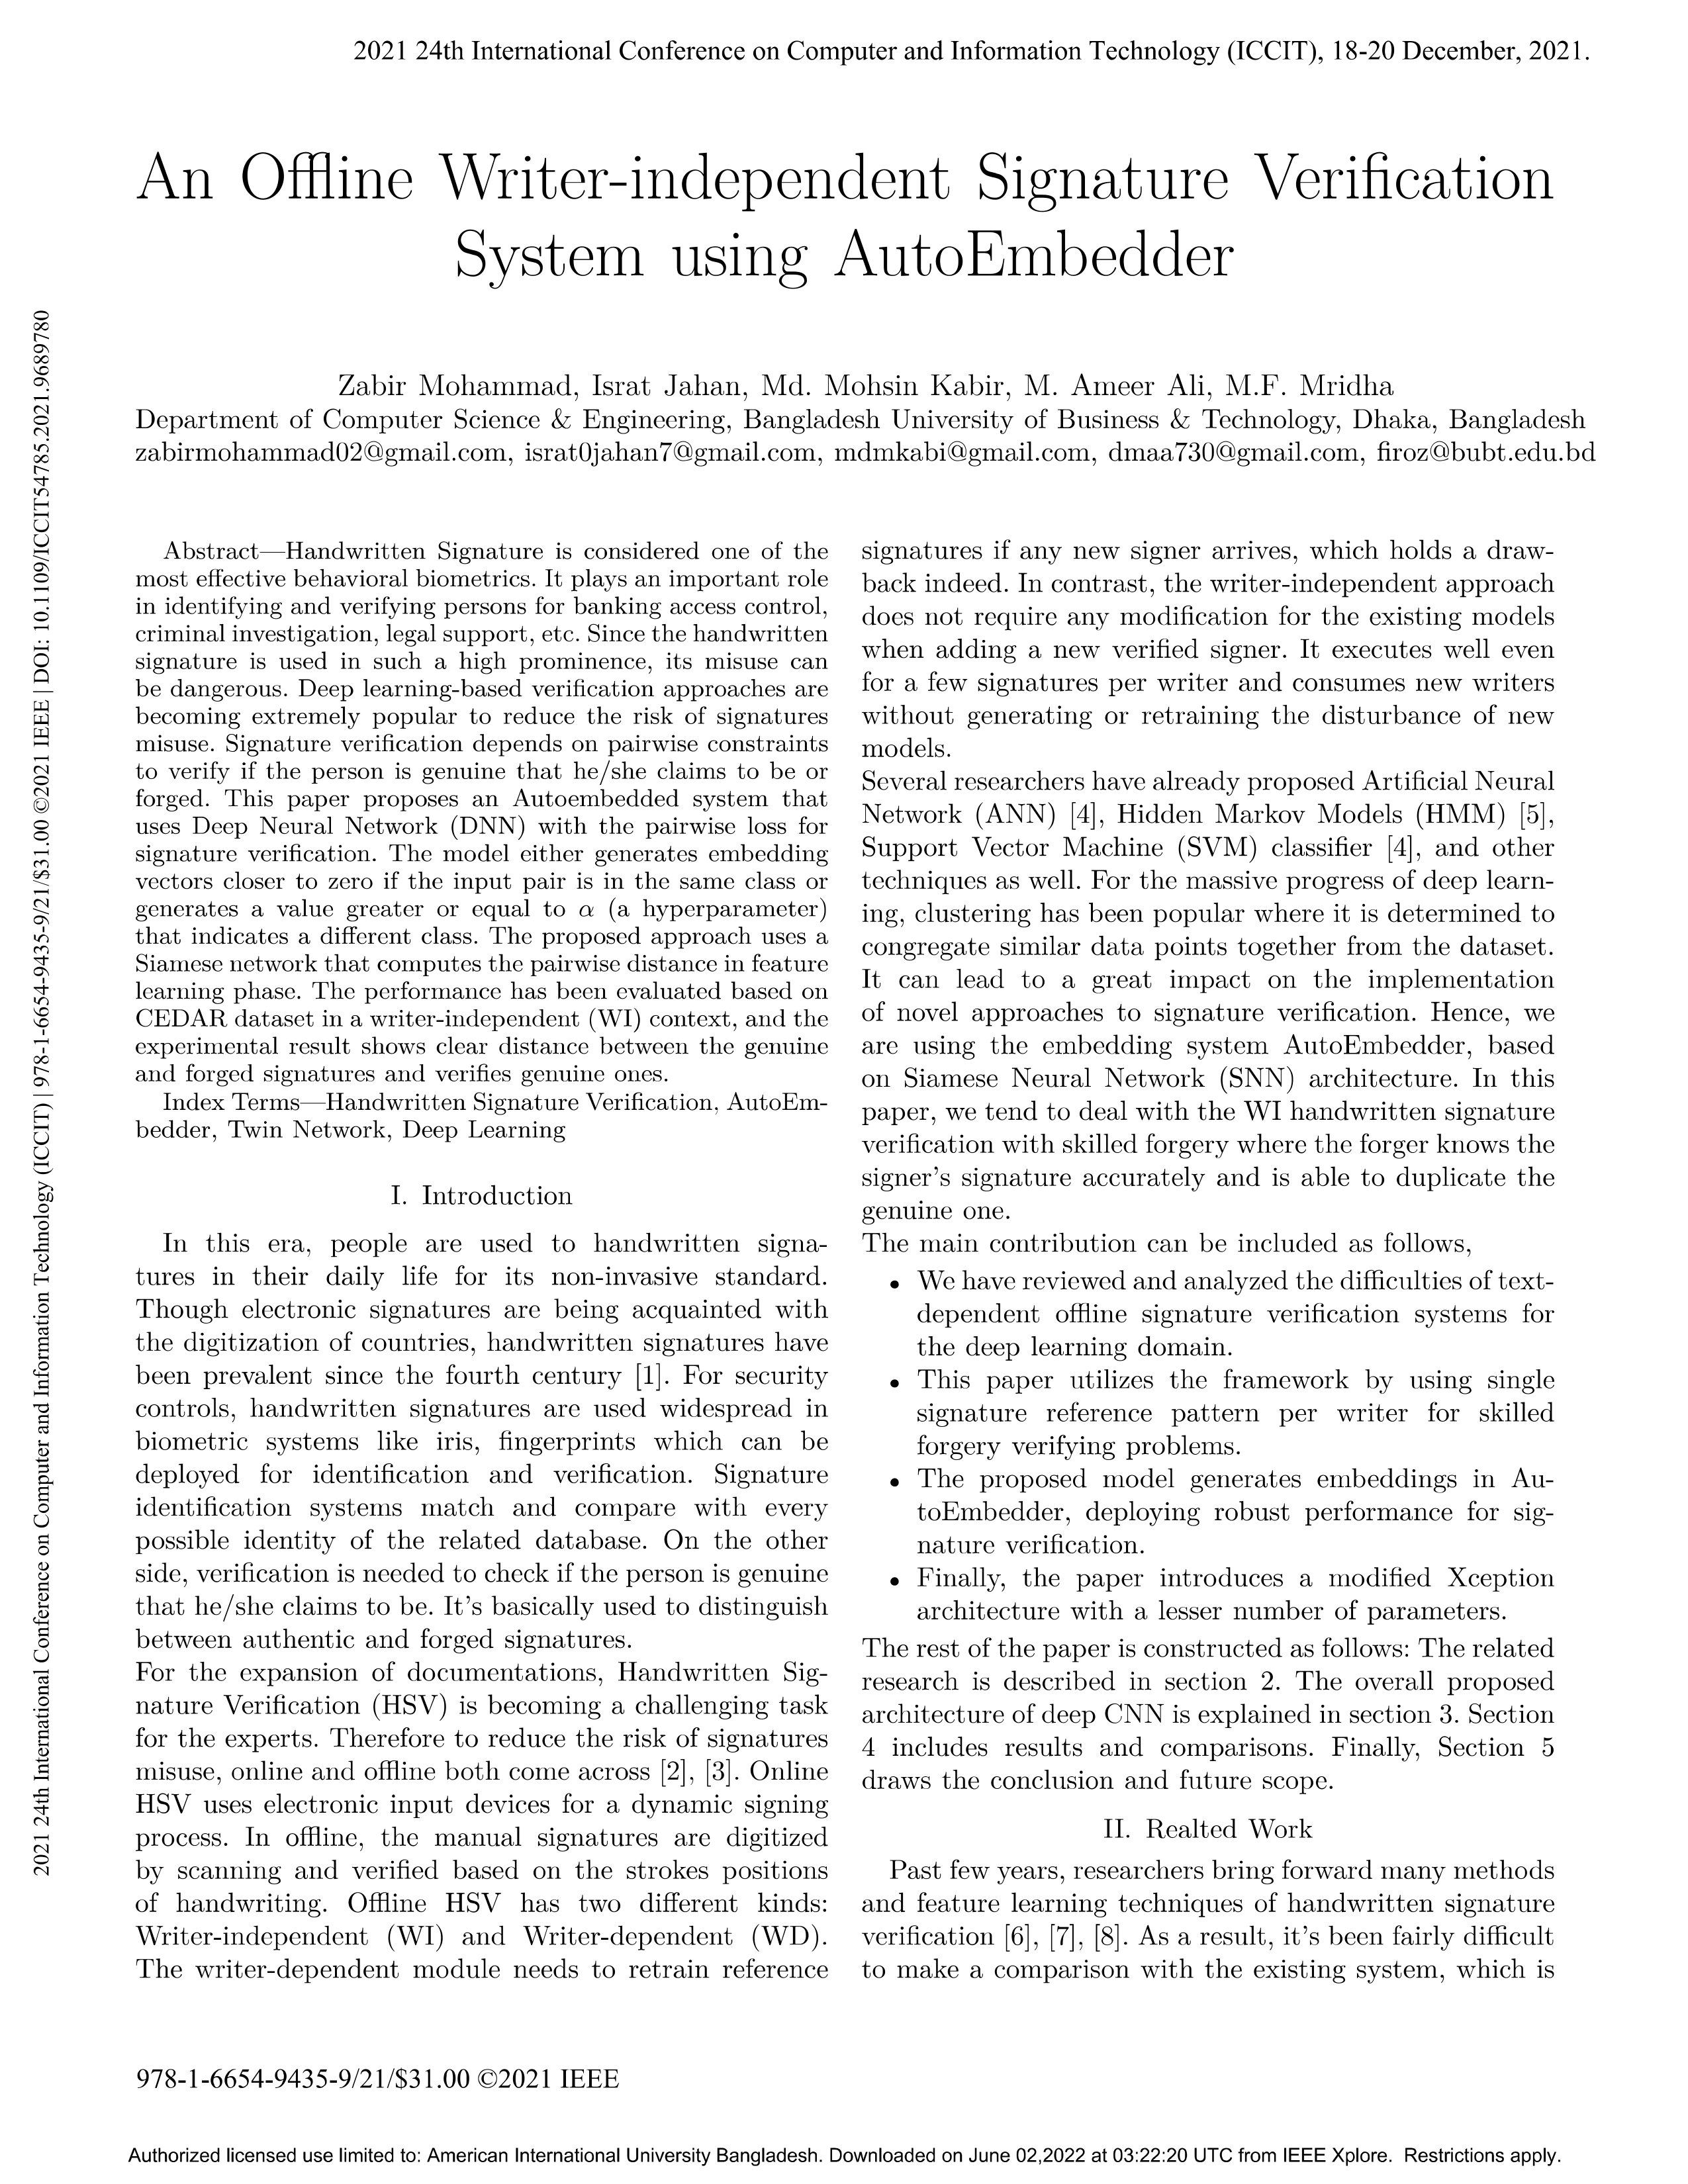 2021 24th International Conference on Computer and Information Technology (ICCIT), 18-20 December, 2021.
An Offline Writer-independent Signature Verification
System using AutoEmbedder
Zabir Mohammad, Israt Jahan, Md. Mohsin Kabir, M. Ameer Ali, M.F. Mridha
Department of Computer Science & Engineering, Bangladesh University of Business & Technology, Dhaka, Bangladesh
zabirmohammad02@gmail.com, israt0jahan7@gmail.com, mdmkabi@gmail.com, dmaa730@gmail.com, firoz@bubt.edu.bd
2021 24th International Conference on Computer and Information Technology (ICCIT) | 978-1-6654-9435-9/21/$31.00 ©2021 IEEE | DOI: 10.1109/ICCIT54785.2021.9689780
Abstract—Handwritten Signature is considered one of the
most effective behavioral biometrics. It plays an important role
in identifying and verifying persons for banking access control,
criminal investigation, legal support, etc. Since the handwritten
signature is used in such a high prominence, its misuse can
be dangerous. Deep learning-based verification approaches are
becoming extremely popular to reduce the risk of signatures
misuse. Signature verification depends on pairwise constraints
to verify if the person is genuine that he/she claims to be or
forged. This paper proposes an Autoembedded system that
uses Deep Neural Network (DNN) with the pairwise loss for
signature verification. The model either generates embedding
vectors closer to zero if the input pair is in the same class or
generates a value greater or equal to α (a hyperparameter)
that indicates a different class. The proposed approach uses a
Siamese network that computes the pairwise distance in feature
learning phase. The performance has been evaluated based on
CEDAR dataset in a writer-independent (WI) context, and the
experimental result shows clear distance between the genuine
and forged signatures and verifies genuine ones.
Index Terms—Handwritten Signature Verification, AutoEm-
bedder, Twin Network, Deep Learning
I. Introduction
In this era, people are used to handwritten signa-
tures in their daily life for its non-invasive standard.
Though electronic signatures are being acquainted with
the digitization of countries, handwritten signatures have
been prevalent since the fourth century [1]. For security
controls, handwritten signatures are used widespread in
biometric systems like iris, fingerprints which can be
deployed for identification and verification. Signature
identification systems match and compare with every
possible identity of the related database. On the other
side, verification is needed to check if the person is genuine
that he/she claims to be. It's basically used to distinguish
between authentic and forged signatures.
For the expansion of documentations, Handwritten Sig-
nature Verification (HSV) is becoming a challenging task
for the experts. Therefore to reduce the risk of signatures
misuse, online and offline both come across [2], [3]. Online
HSV uses electronic input devices for a dynamic signing
process. In offline, the manual signatures are digitized
by scanning and verified based on the strokes positions
of handwriting. Offline HSV has two different kinds:
Writer-independent (WI) and Writer-dependent (WD).
The writer-dependent module needs to retrain reference
signatures if any new signer arrives, which holds a draw-
back indeed. In contrast, the writer-independent approach
does not require any modification for the existing models
when adding a new verified signer. It executes well even
for a few signatures per writer and consumes new writers
without generating or retraining the disturbance of new
models.
Several researchers have already proposed Artificial Neural
Network (ANN) [4], Hidden Markov Models (HMM) [5],
Support Vector Machine (SVM) classifier [4], and other
techniques as well. For the massive progress of deep learn-
ing, clustering has been popular where it is determined to
congregate similar data points together from the dataset.
It can lead to a great impact on the implementation
of novel approaches to signature verification. Hence, we
are using the embedding system AutoEmbedder, based
on Siamese Neural Network (SNN) architecture. In this
paper, we tend to deal with the WI handwritten signature
verification with skilled forgery where the forger knows the
signer's signature accurately and is able to duplicate the
genuine one.
The main contribution can be included as follows,
• We have reviewed and analyzed the difficulties of text-
dependent offline signature verification systems for
the deep learning domain.
• This paper utilizes the framework by using single
signature reference pattern per writer for skilled
forgery verifying problems.
• The proposed model generates embeddings in Au-
toEmbedder, deploying robust performance for sig-
nature verification.
• Finally, the paper introduces a modified Xception
architecture with a lesser number of parameters.
The rest of the paper is constructed as follows: The related
research is described in section 2. The overall proposed
architecture of deep CNN is explained in section 3. Section
4 includes results and comparisons. Finally, Section 5
draws the conclusion and future scope.
II. Realted Work
Past few years, researchers bring forward many methods
and feature learning techniques of handwritten signature
verification [6], [7], [8]. As a result, it's been fairly difficult
to make a comparison with the existing system, which is
978-1-6654-9435-9/21/$31.00 ©2021 IEEE
Authorized licensed use limited to: American International University Bangladesh. Downloaded on June 02,2022 at 03:22:20 UTC from IEEE Xplore. Restrictions apply.